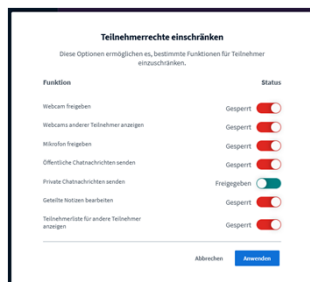 Teilnehmerrechte einschränken
Diese Optionen ermöglichen es, bestimmte Funktionen für Teilnehmer
einzuschränken.
Funktion Status
Webcam freigeben Gesperrt
Webcams anderer Teilnehmer anzeigen Gesperrt
Mikrofon freigeben Gesperrt
Öffentliche Chatnachrichten senden Gesperrt
Private Chatnachrichten senden Freigegeben
Geteilte Notizen bearbeiten Gesperrt
Teilnehmerliste für andere Teilnehmer
anzeigen Gesperrt
Abbrechen Anwenden